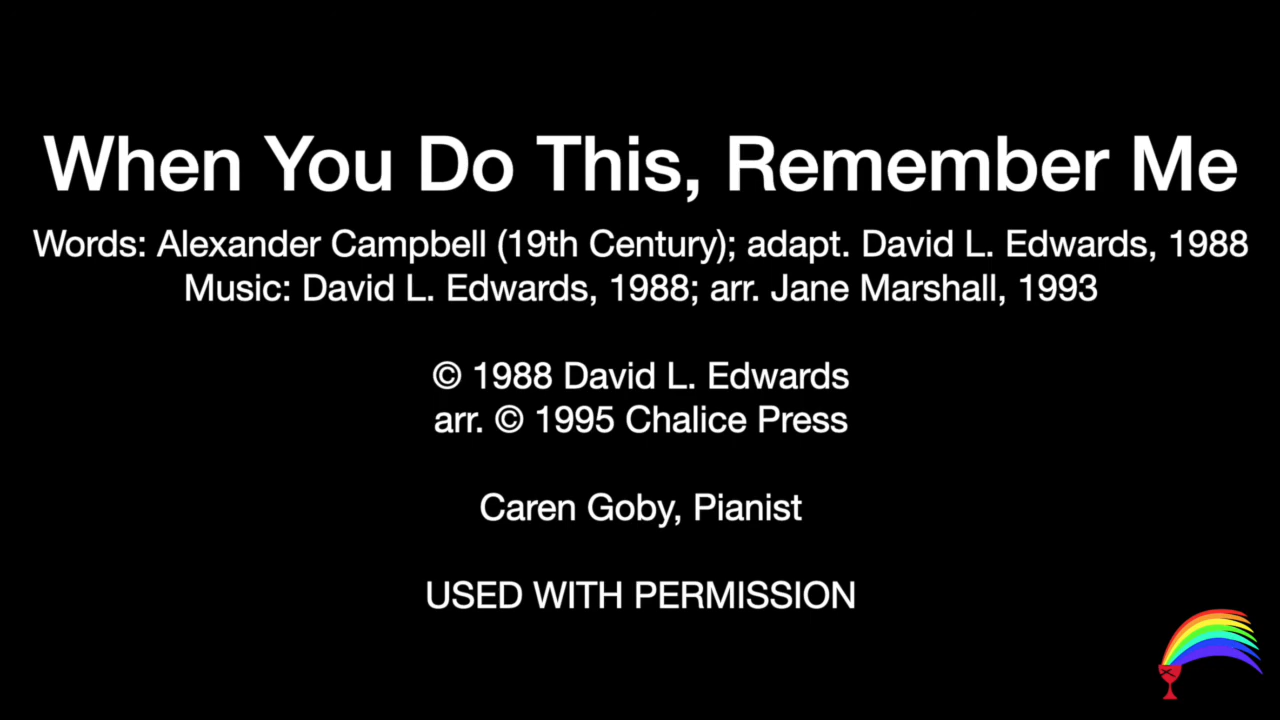 When You Do This, Remember Me
Words: Alexander Campbell (19th Century); adapt. David L. Edwards, 1988
Music: David L. Edwards, 1988; arr. Jane Marshall, 1993
© 1988 David L. Edwards
arr. © 1995 Chalice Press
Caren Goby, Pianist
USED WITH PERMISSION